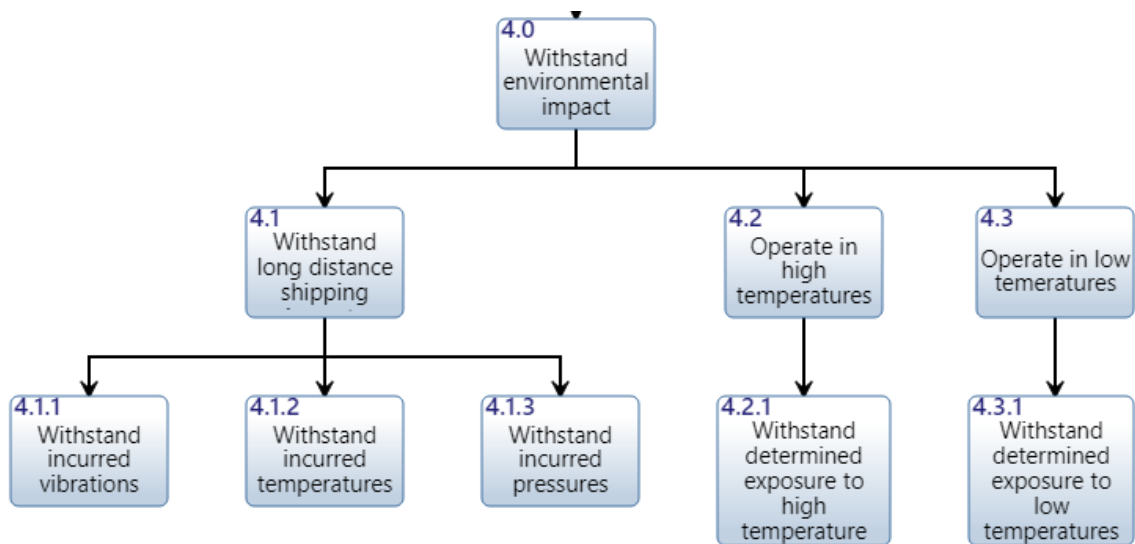 4.0
Withstand
environmental
impact
4.1
Withstand
long distance
shipping
4.2
Operate in
high
temperatures
4.3
Operate in low
temeratures
4.1.1
Withstand
incurred
vibrations
4.1.2
Withstand
incurred
temperatures
4.1.3
Withstand
incurred
pressures
4.2.1
Withstand
determined
exposure to
high
temperature
4.3.1
Withstand
determined
exposure to
low
temperatures